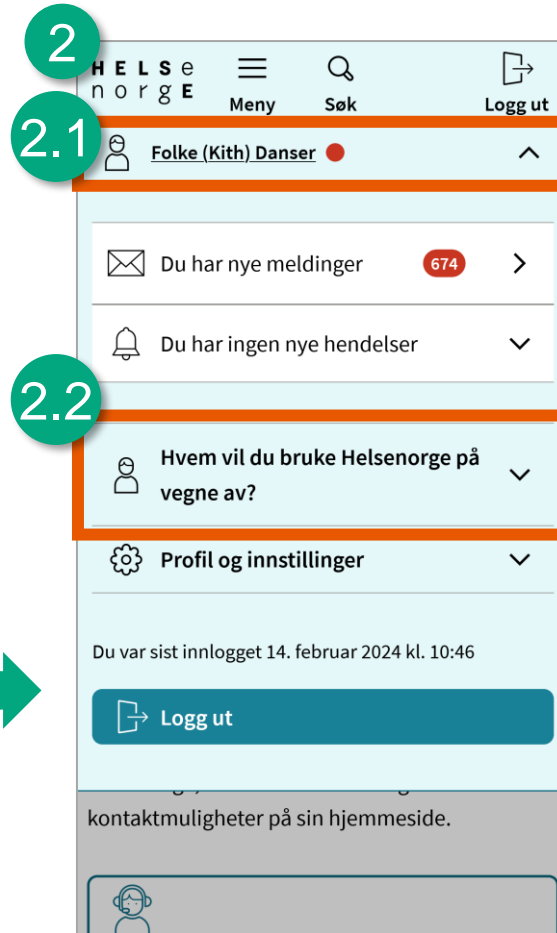 2
HELSe
norgE
Meny
Søk
Logg ut
2.1
Folke (Kith) Danser
Du har nye meldinger 674
Du har ingen nye hendelser
2.2
Hvem vil du bruke Helsenorge på
vegne av?
Profil og innstillinger
Du var sist innlogget 14. februar 2024 kl. 10:46
Logg ut
kontaktmuligheter på sin hjemmeside.